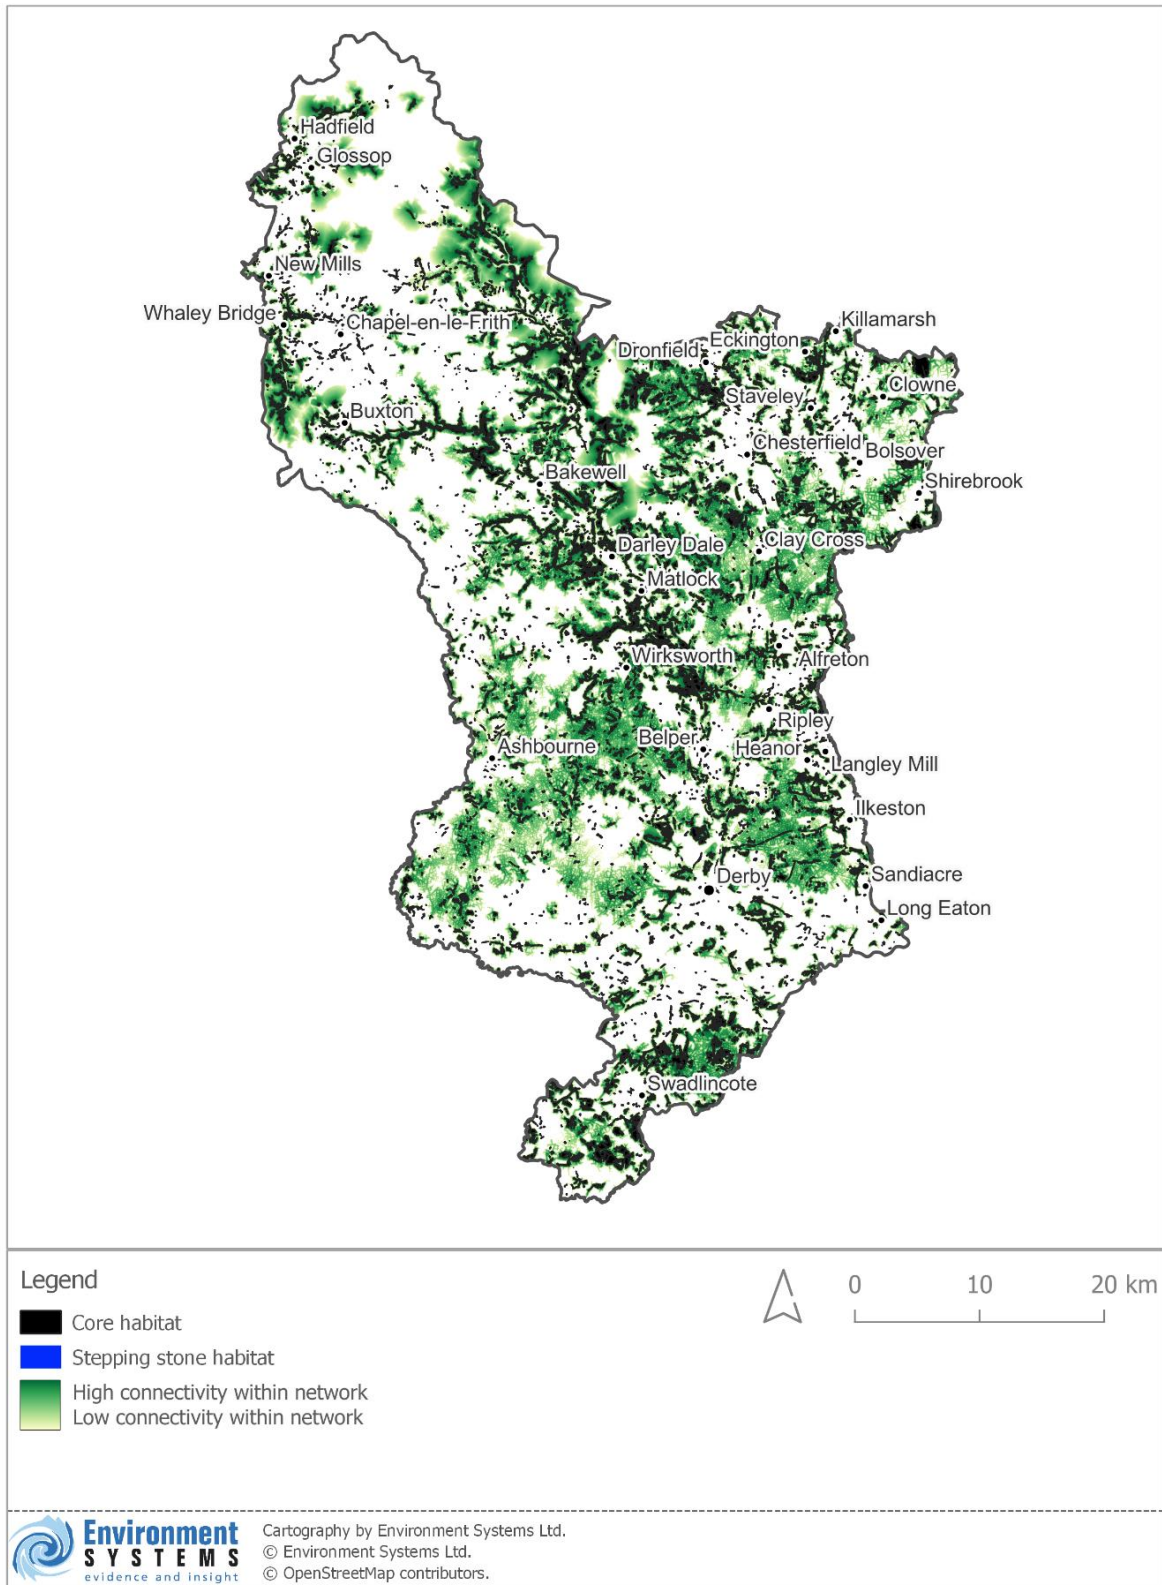 Hadfield
Glossop
New Mills
Whaley Bridge
Chapel-en-le-Frith
Killamarsh
Eckington
Dronfield
Clowne
Staveley
Buxton
Chesterfield
Bolsover
Bakewell
Shirebrook
Clay Cross
Darley Dale
Matlock
Wirksworth
Alfreton
Ripley
Belper
Heanor
Ashbourne
Langley Mill
Ilkeston
Sandiacre
Derby
Long Eaton
Swadlincote
Legend
Core habitat
Stepping stone habitat
High connectivity within network
Low connectivity within network
0 10 20 km
Environment
SYSTEMS
evidence and insight
Cartography by Environment Systems Ltd.
© Environment Systems Ltd.
© OpenStreetMap contributors.